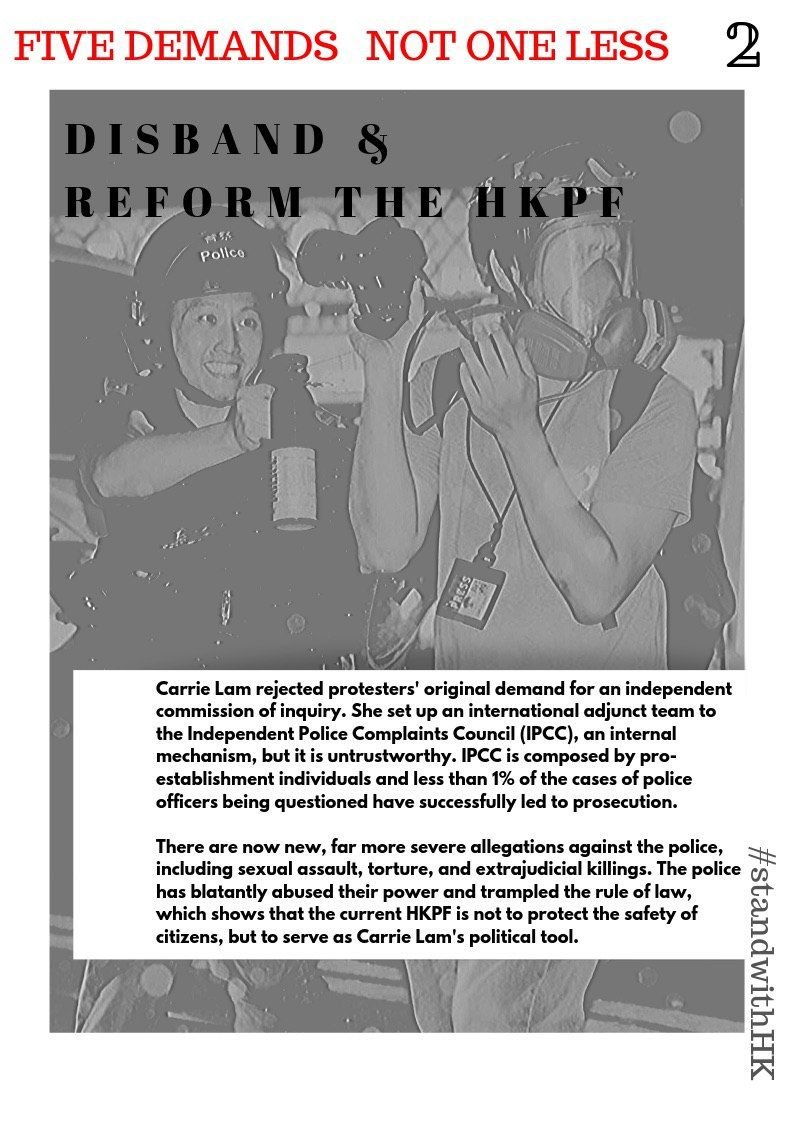 FIVE DEMANDS NOT ONE LESS
2
DISBAND &
REFORM THE HKPF
警察
Police
PRESS
Carrie Lam rejected protesters' original demand for an independent
commission of inquiry. She set up an international adjunct team to
the Independent Police Complaints Council (IPCC), an internal
mechanism, but it is untrustworthy. IPCC is composed by pro-
establishment individuals and less than 1% of the cases of police
officers being questioned have successfully led to prosecution.
There are now new, far more severe allegations against the police,
including sexual assault, torture, and extrajudicial killings. The police
has blatantly abused their power and trampled the rule of law,
which shows that the current HKPF is not to protect the safety of
citizens, but to serve as Carrie Lam's political tool.
#standwithHK